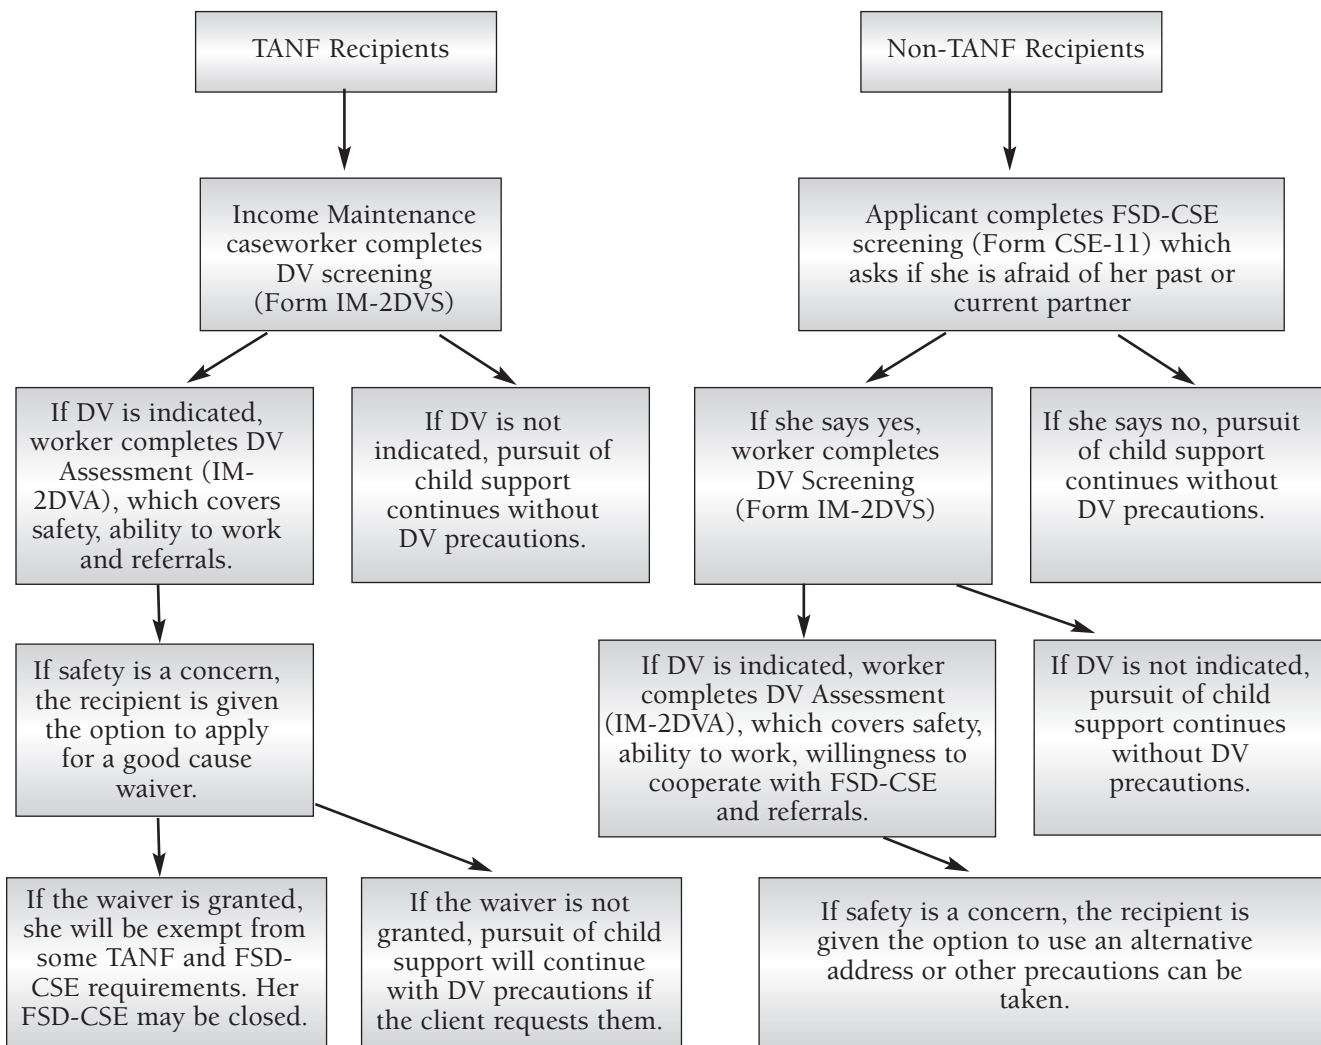 TANF Recipients
Non-TANF Recipients
Income Maintenance
caseworker completes
DV screening
(Form IM-2DVS)
Applicant completes FSD-CSE
screening (Form CSE-11) which
asks if she is afraid of her past or
current partner
If DV is indicated,
worker completes DV
Assessment (IM-
2DVA), which covers
safety, ability to work
and referrals.
If DV is not
indicated, pursuit of
child support
continues without
DV precautions.
If she says yes,
worker completes
DV Screening
(Form IM-2DVS)
If she says no, pursuit
of child support
continues without
DV precautions.
If safety is a concern,
the recipient is given
the option to apply
for a good cause
waiver.
If DV is indicated, worker
completes DV Assessment
(IM-2DVA), which covers safety,
ability to work, willingness to
cooperate with FSD-CSE
and referrals.
If DV is not indicated,
pursuit of child
support continues
without DV
precautions.
If the waiver is granted,
she will be exempt from
some TANF and FSD-
CSE requirements. Her
FSD-CSE may be closed.
If the waiver is not
granted, pursuit of child
support will continue
with DV precautions if
the client requests them.
If safety is a concern, the recipient is
given the option to use an alternative
address or other precautions can be
taken.